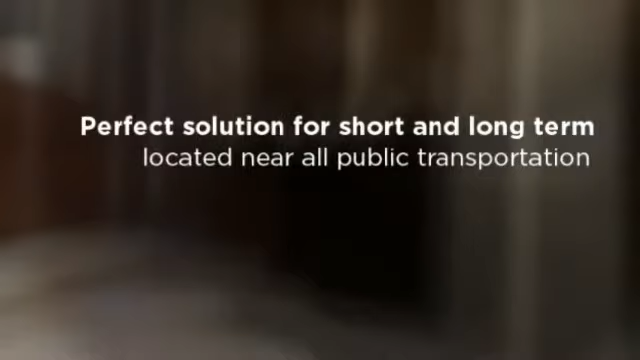 Perfect solution for short and long term
located near all public transportation